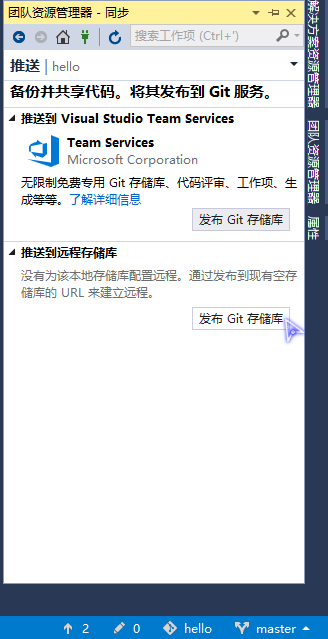 团队资源管理器 - 同步
搜索工作项 (Ctrl+')
推送 | hello
备份并共享代码。将其发布到 Git 服务。
推送到 Visual Studio Team Services
Team Services
Microsoft Corporation
无限制免费专用 Git 存储库、代码评审、工作项、生
成等等。了解详细信息
发布 Git 存储库
推送到远程存储库
没有为该本地存储库配置远程。通过发布到现有空存
储库的 URL 来建立远程。
发布 Git 存储库
解决方案资源管理器
团队资源管理器
属性
2 0 hello master